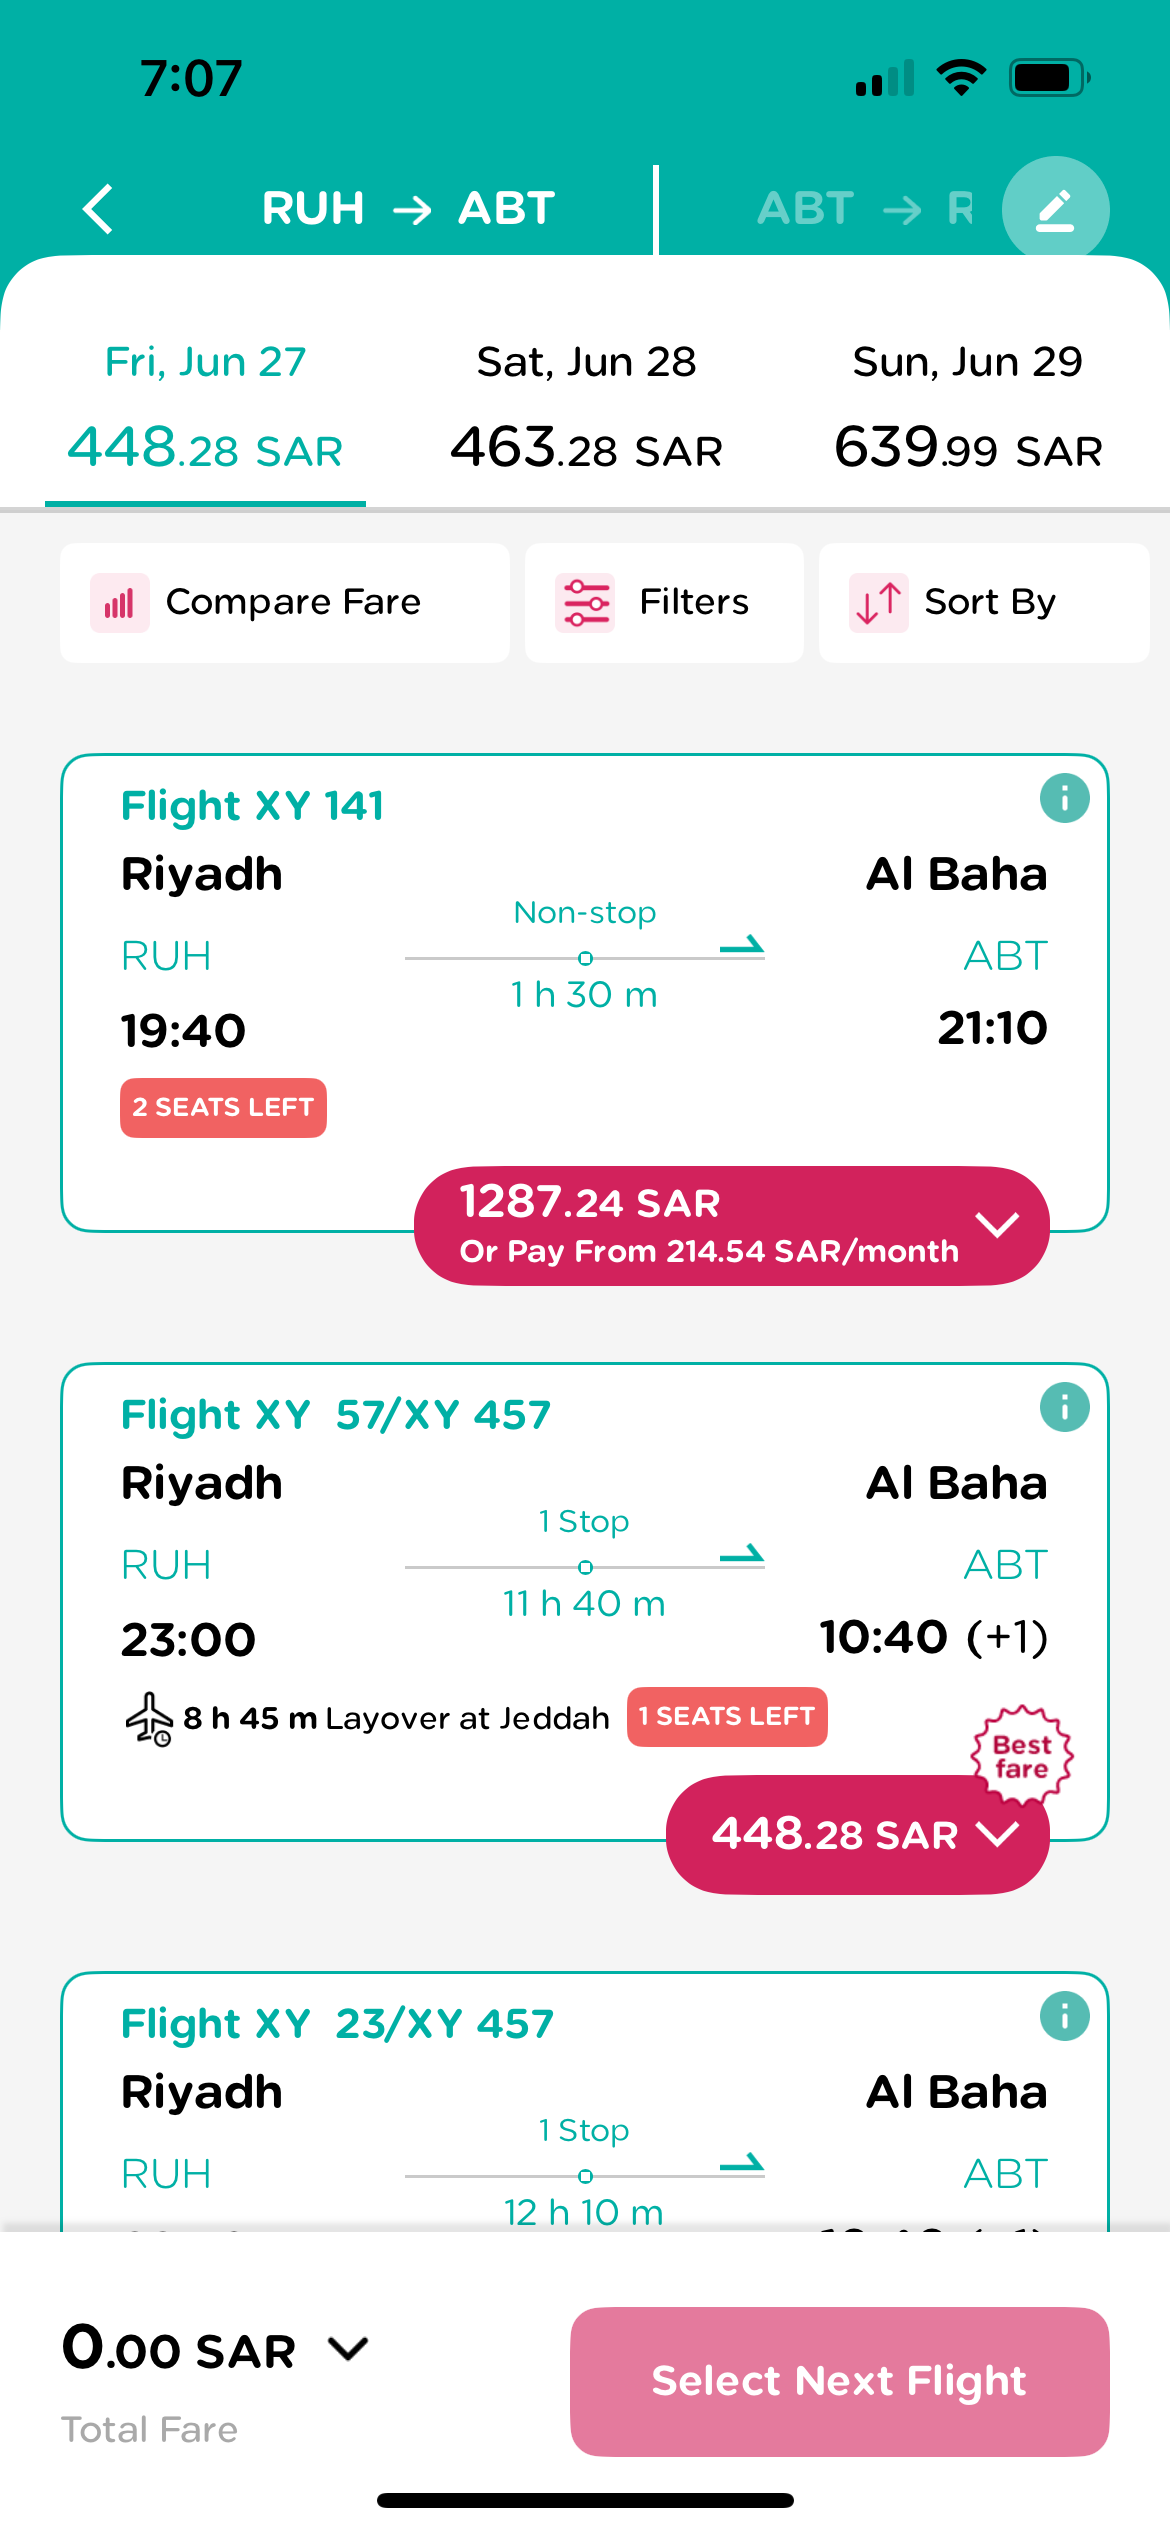 7:07
RUH → ABT
ABT → R
Fri, Jun 27
448.28 SAR
Sat, Jun 28
463.28 SAR
Sun, Jun 29
639.99 SAR
Compare Fare
Filters
Sort By
Flight XY 141
Riyadh
Al Baha
Non-stop
RUH
ABT
1 h 30 m
19:40
21:10
2 SEATS LEFT
1287.24 SAR
Or Pay From 214.54 SAR/month
Flight XY  57/XY 457
Riyadh
Al Baha
1 Stop
RUH
ABT
11 h 40 m
23:00
10:40 (+1)
8 h 45 m Layover at Jeddah
1 SEATS LEFT
Best
fare
448.28 SAR
Flight XY  23/XY 457
Riyadh
Al Baha
1 Stop
RUH
ABT
12 h 10 m
0.00 SAR
Total Fare
Select Next Flight